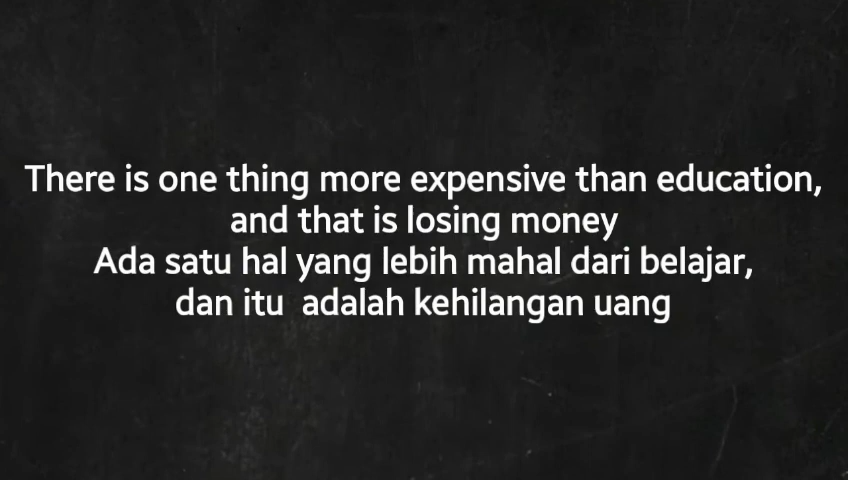 There is one thing more expensive than education,
and that is losing money
Ada satu hal yang lebih mahal dari belajar,
dan itu  adalah kehilangan uang